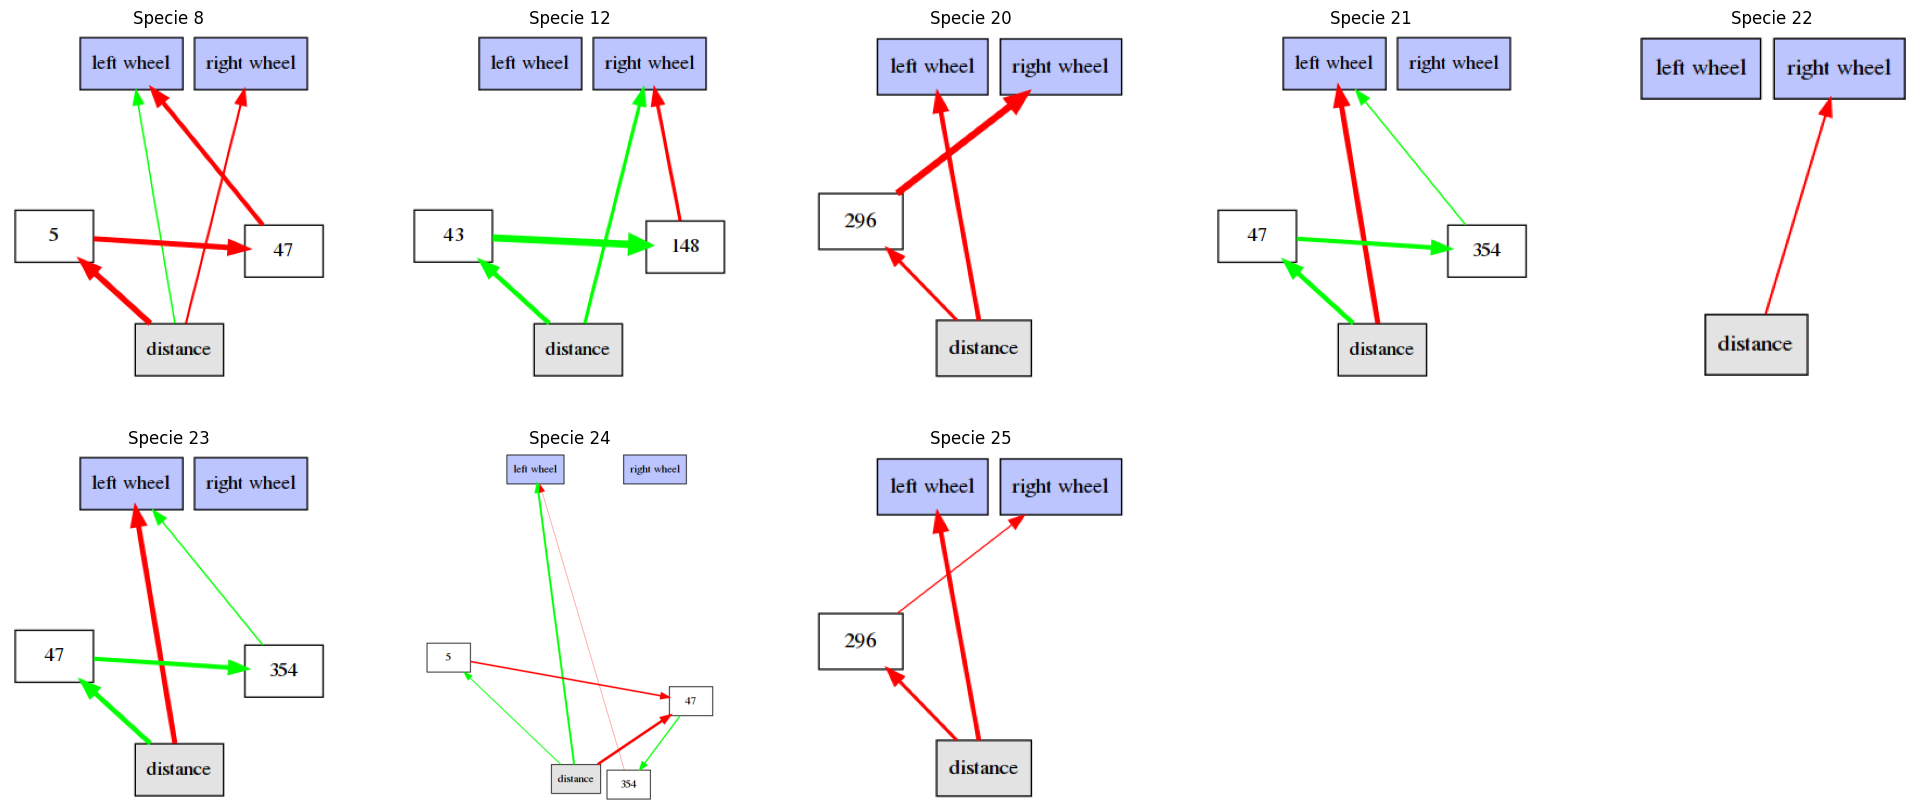 Specie 8
left wheel
right wheel
5
47
distance
Specie 12
left wheel
right wheel
43
148
distance
Specie 20
left wheel
right wheel
296
distance
Specie 21
left wheel
right wheel
47
354
distance
Specie 22
left wheel
right wheel
distance
Specie 23
left wheel
right wheel
47
354
distance
Specie 24
left wheel
right wheel
5
47
distance
354
Specie 25
left wheel
right wheel
296
distance